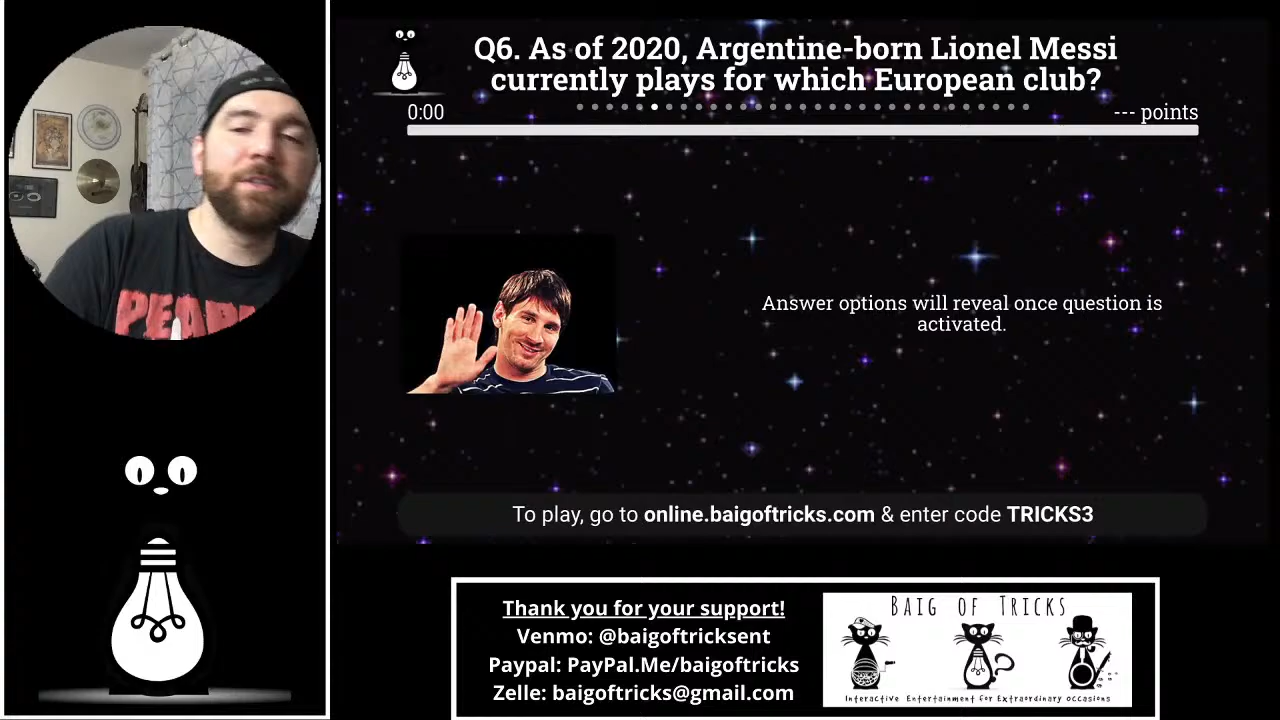 Q6. As of 2020, Argentine-born Lionel Messi
currently plays for which European club?
0:00
--- points
Answer options will reveal once question is
activated.
To play, go to online.baigoftricks.com & enter code TRICKS3
PEARL
Thank you for your support!
Venmo: @baigoftricksent
Paypal: PayPal.Me/baigoftricks
Zelle: baigoftricks@gmail.com
BAIG OF TRICKS
Interactive Entertainment for Extraordinary occasions